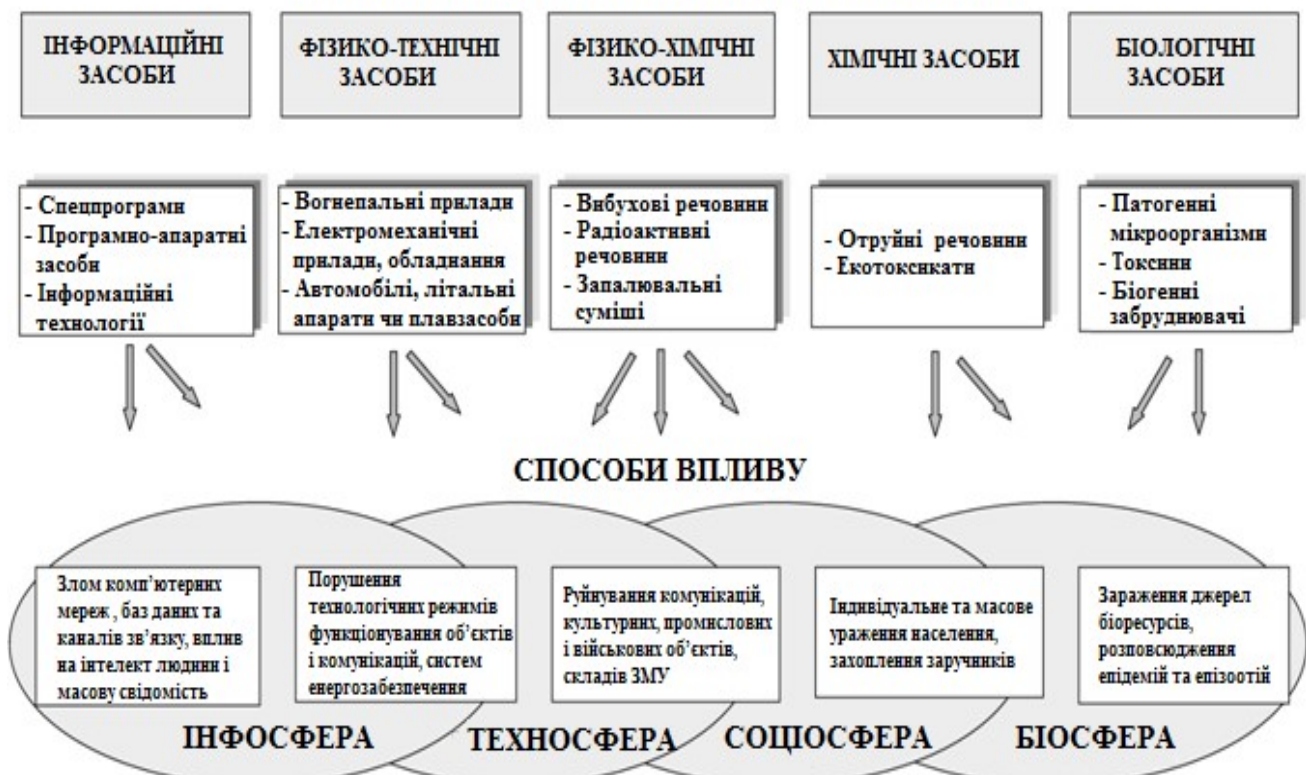 ІНФОРМАЦІЙНІ
ЗАСОБИ
ФІЗИКО-ТЕХНІЧНІ
ЗАСОБИ
ФІЗИКО-ХІМІЧНІ
ЗАСОБИ
ХІМІЧНІ ЗАСОБИ
БІОЛОГІЧНІ
ЗАСОБИ
- Спецпрограми
- Програмно-апаратні
засоби
- Інформаційні
технології
- Вогнепальні прилади
- Електромеханічні
прилади, обладнання
- Автомобілі, літальні
апарати чи плавзасоби
- Вибухові речовини
- Радіоактивні
речовини
- Запалювальні
суміші
- Отруйні речовини
- Екотоксикати
- Патогенні
мікроорганізми
- Токсини
- Біогенні
забруднювачі
СПОСОБИ ВПЛИВУ
Злом комп’ютерних
мереж , баз даних та
каналів зв’язку, вплив
на інтелект людини і
масову свідомість
Порушення
технологічних режимів
функціонування об’єктів
і комунікацій, систем
енергозабезпечення
Руйнування комунікацій,
культурних, промислових
і військових об’єктів,
складів ЗМУ
Індивідуальне та масове
ураження населення,
захоплення заручників
Зараження джерел
біоресурсів,
розповсюдження
епідемій та епізоотій
ІНФОСФЕРА
ТЕХНОСФЕРА
СОЦІОСФЕРА
БІОСФЕРА